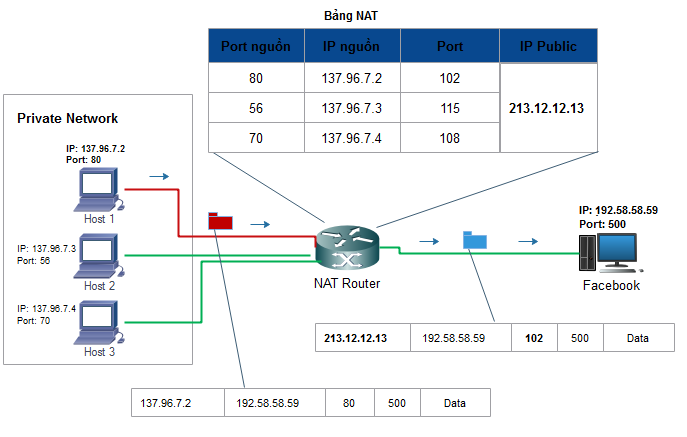 Bảng NAT
Port nguồn IP nguồn Port IP Public
80 137.96.7.2 102
56 137.96.7.3 115 213.12.12.13
70 137.96.7.4 108
Private Network
IP: 137.96.7.2
Port: 80
Host 1
IP: 137.96.7.3
Port: 56
Host 2
IP: 137.96.7.4
Port: 70
Host 3
NAT Router
IP: 192.58.58.59
Port: 500
Facebook
213.12.12.13 192.58.58.59 102 500 Data
137.96.7.2 192.58.58.59 80 500 Data